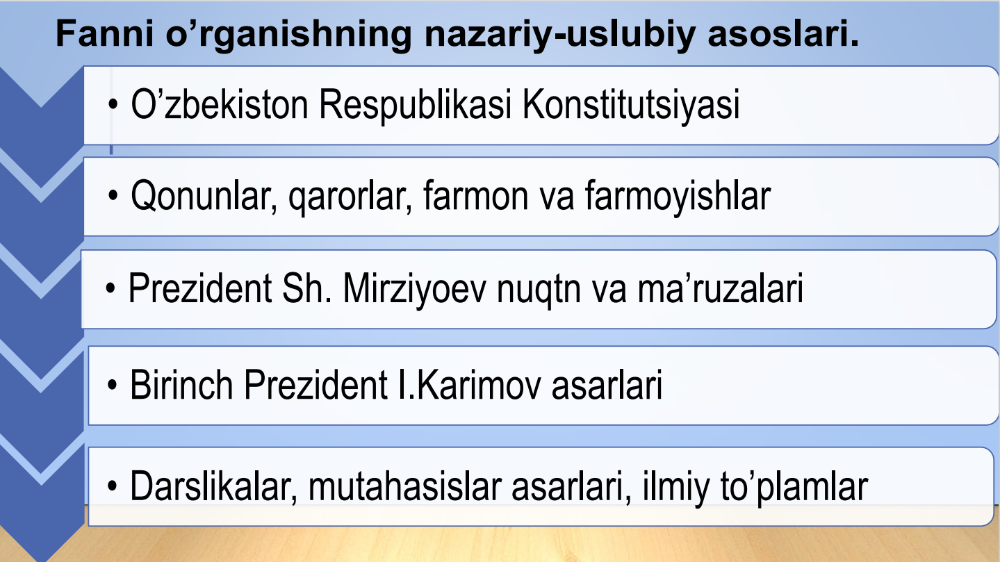 Fanni o’rganishning nazariy-uslubiy asoslari.
• O’zbekiston Respublikasi Konstitutsiyasi
• Qonunlar, qarorlar, farmon va farmoyishlar
• Prezident Sh. Mirziyoev nuqtn va ma’ruzalari
• Birinch Prezident I.Karimov asarlari
• Darslikalar, mutahasislar asarlari, ilmiy to’plamlar